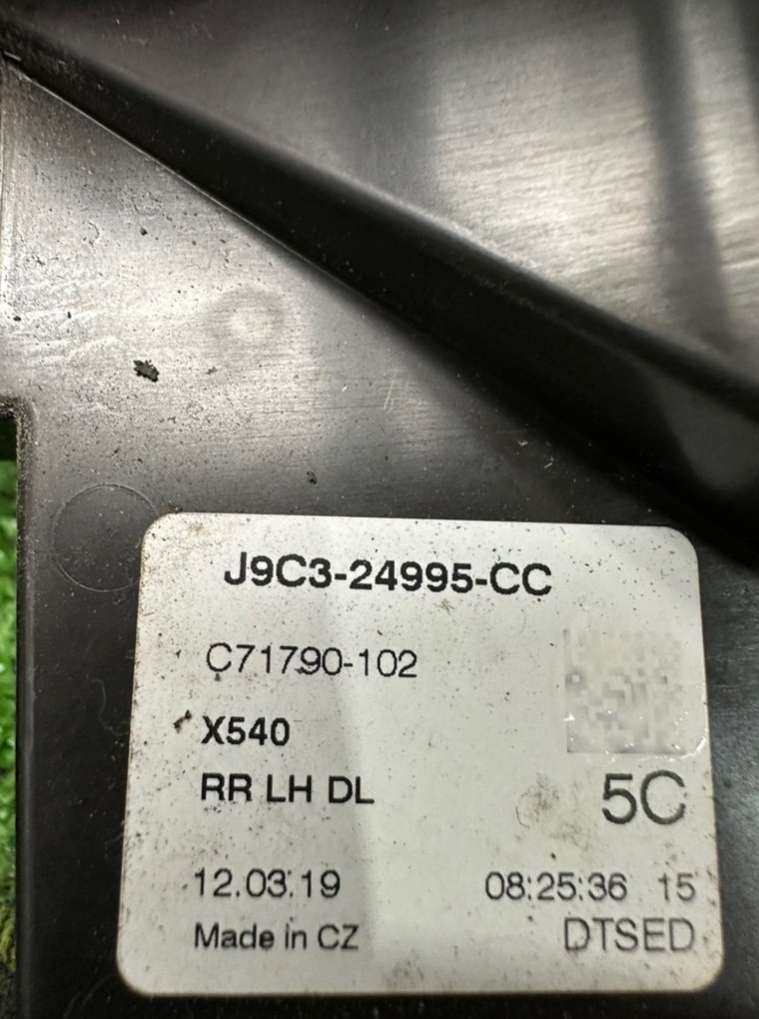 J9C3-24995-CC
C71790-102
X540
RR LH DL
5C
12.03.19 08:25:36 15
Made in CZ DTSED